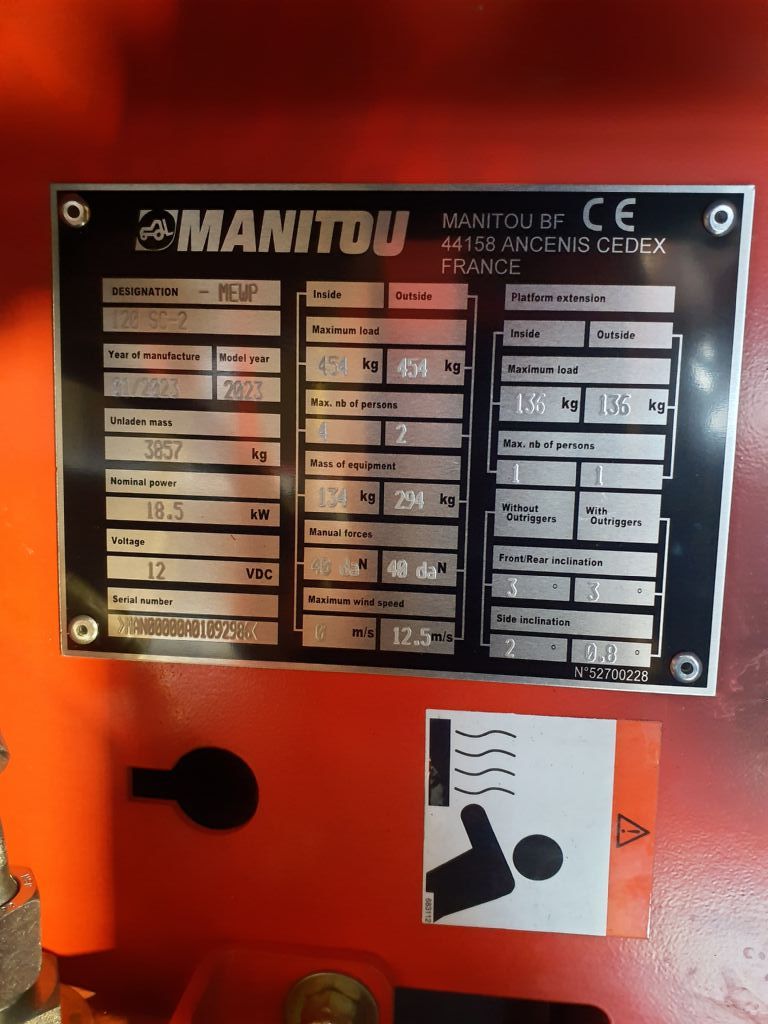 MANITOU
MANITOU BF CE
44158 ANCENIS CEDEX
FRANCE
DESIGNATION - MEWP
120 SC-2
Year of manufacture Model year
01/2023 2023
Unladen mass
3857 kg
Nominal power
18.5 kW
Voltage
12 VDC
Serial number
>MAN00000A01092986<
Inside Outside
Maximum load
454 kg 454 kg
Max. nb of persons
4 2
Mass of equipment
134 kg 294 kg
Manual forces
40 daN 40 daN
Maximum wind speed
0 m/s 12.5 m/s
Platform extension
Inside Outside
Maximum load
136 kg 136 kg
Max. nb of persons
1 1
Without Outriggers With Outriggers
Front/Rear inclination
3 ° 3 °
Side inclination
2 ° 0.8 °
N°52700228
683112